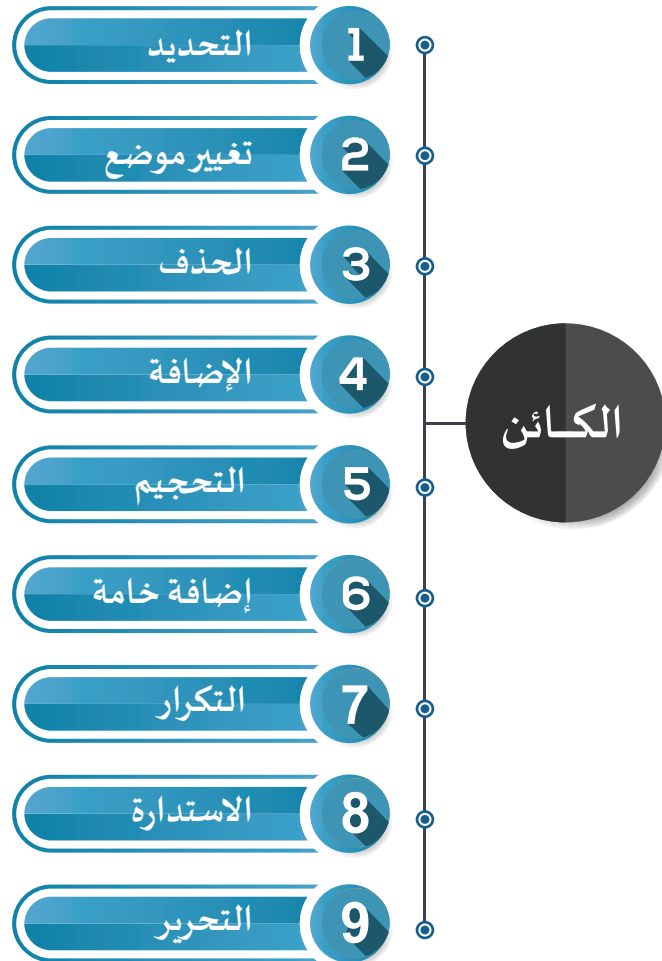 الكائن
1 التحديد
2 تغيير موضع
3 الحذف
4 الإضافة
5 التحجيم
6 إضافة خامة
7 التكرار
8 الاستدارة
9 التحرير